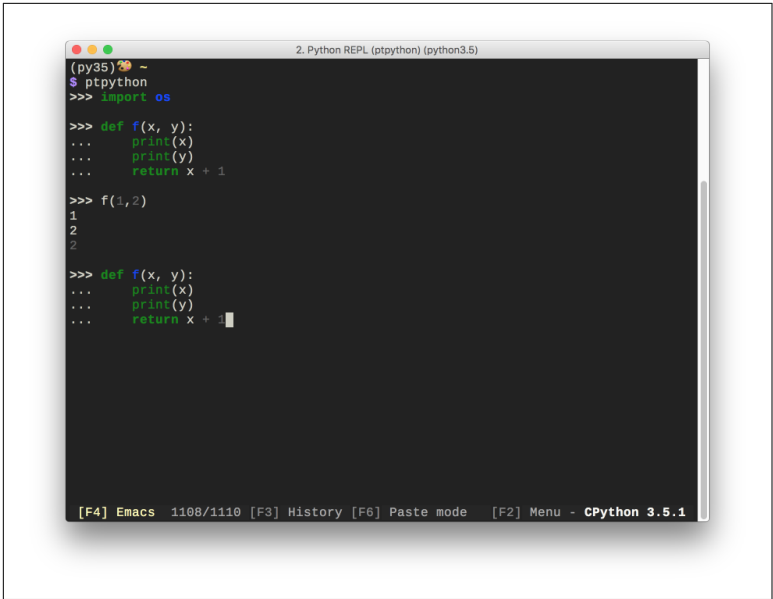 2. Python REPL (ptpython) (python3.5)
(py35) ~
$ ptpython
>>> import os
>>> def f(x, y):
...     print(x)
...     print(y)
...     return x + 1
>>> f(1,2)
1
2
2
>>> def f(x, y):
...     print(x)
...     print(y)
...     return x + 1
[F4] Emacs  1108/1110 [F3] History [F6] Paste mode   [F2] Menu - CPython 3.5.1